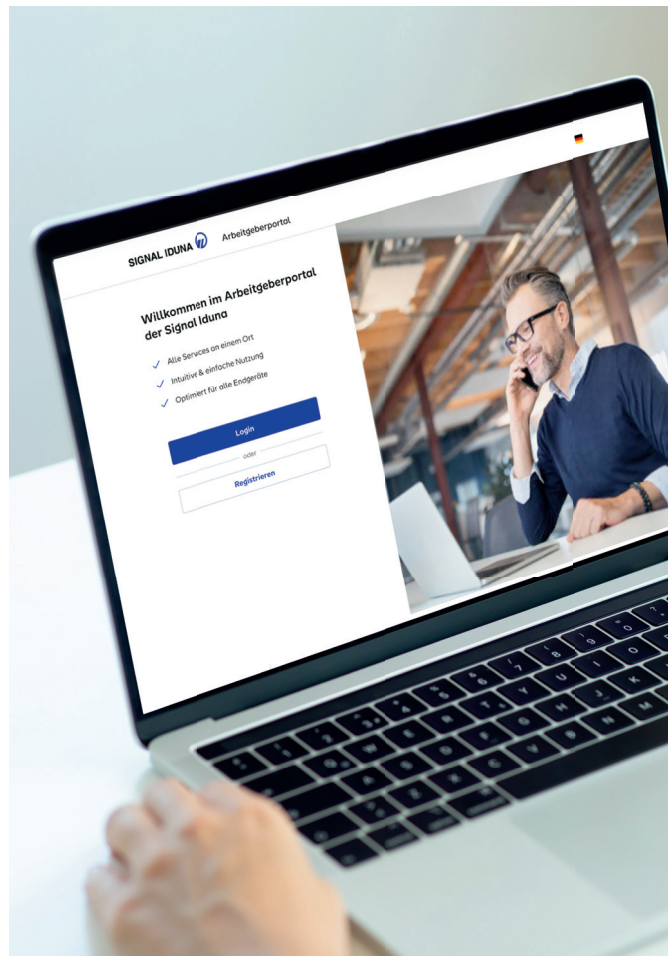 SIGNAL IDUNA Arbeitgeberportal
Willkommen im Arbeitgeberportal
der Signal Iduna
Alle Services an einem Ort
Intuitive & einfache Nutzung
Optimiert für alle Endgeräte
Login
oder
Registrieren